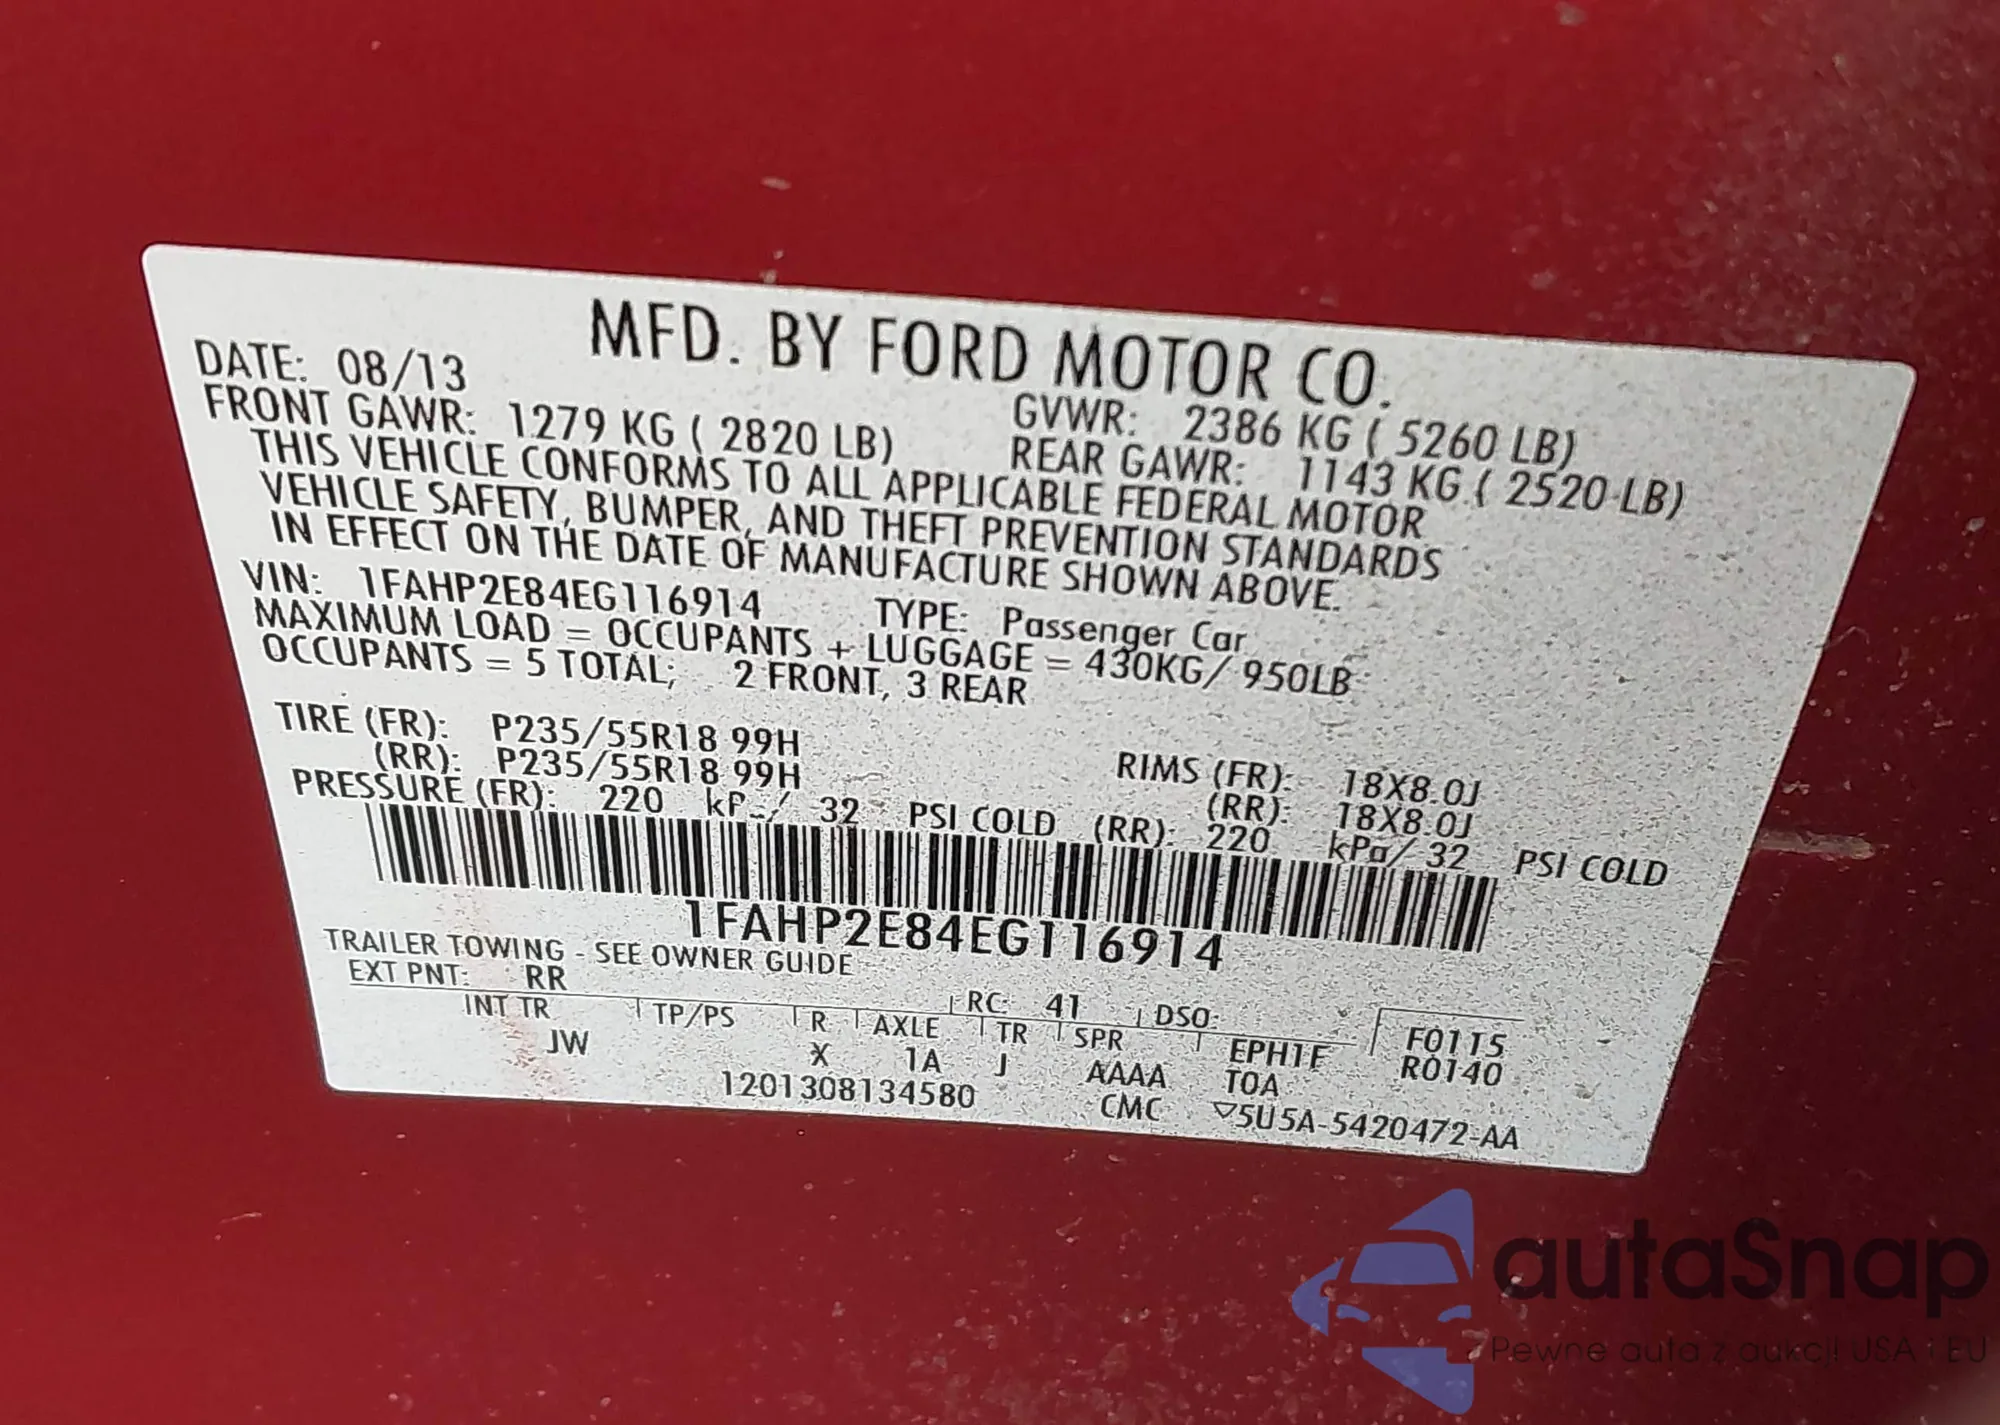 MFD. BY FORD MOTOR CO.
DATE: 08/13 GVWR: 2386 KG ( 5260 LB)
FRONT GAWR: 1279 KG ( 2820 LB) REAR GAWR: 1143 KG ( 2520 LB)
THIS VEHICLE CONFORMS TO ALL APPLICABLE FEDERAL MOTOR
VEHICLE SAFETY, BUMPER, AND THEFT PREVENTION STANDARDS
IN EFFECT ON THE DATE OF MANUFACTURE SHOWN ABOVE.
VIN: 1FAHP2E84EG116914 TYPE: Passenger Car
MAXIMUM LOAD = OCCUPANTS + LUGGAGE = 430KG/ 950LB
OCCUPANTS = 5 TOTAL; 2 FRONT, 3 REAR
TIRE (FR): P235/55R18 99H RIMS (FR): 18X8.0J
(RR): P235/55R18 99H (RR): 18X8.0J
PRESSURE (FR): 220 kPa/ 32 PSI COLD (RR): 220 kPa/ 32 PSI COLD
1FAHP2E84EG116914
TRAILER TOWING - SEE OWNER GUIDE
EXT PNT: RR RC: 41 DSO: F01T5
INT TR TP/PS R AXLE TR SPR EPH1F R0140
JW X 1A J AAAA T0A
1201308134580 CMC ▽5U5A-5420472-AA
autaSnap
Pewne auta z aukcji USA i EU